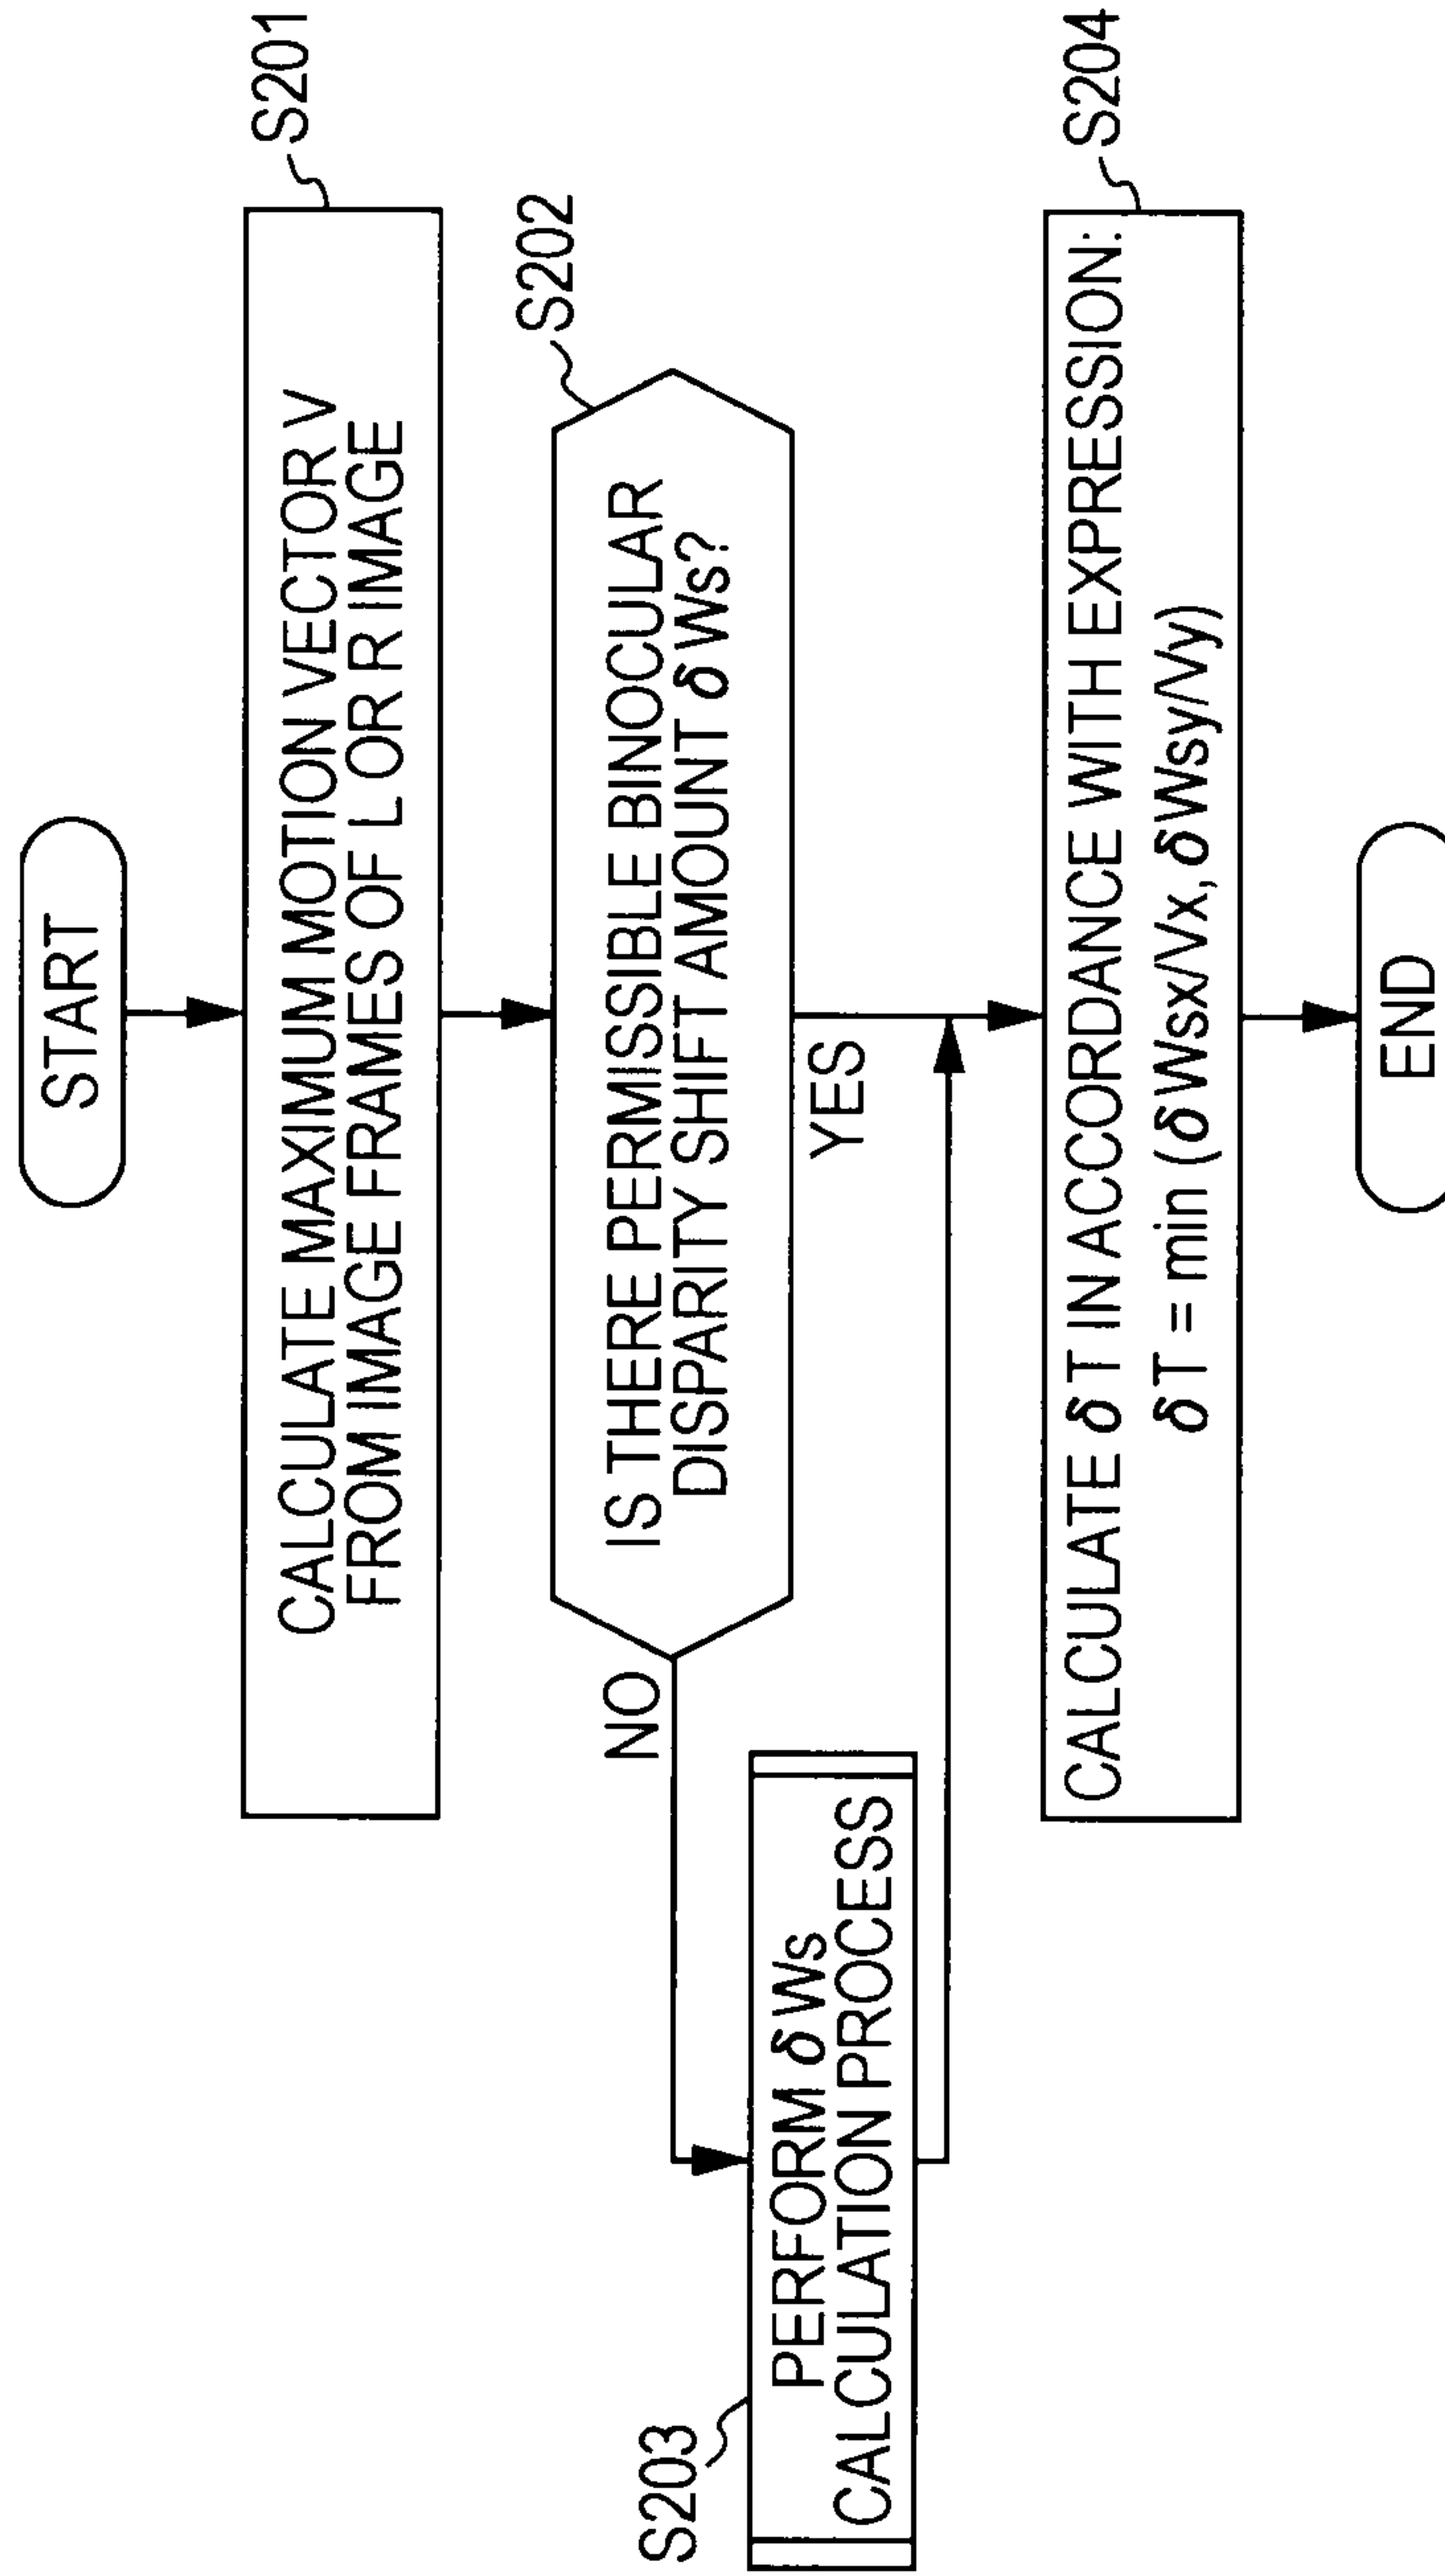 START
S201
CALCULATE MAXIMUM MOTION VECTOR V
FROM IMAGE FRAMES OF L OR R IMAGE
S202
IS THERE PERMISSIBLE BINOCULAR
DISPARITY SHIFT AMOUNT δWs?
NO
YES
S203
PERFORM δWs
CALCULATION PROCESS
S204
CALCULATE δT IN ACCORDANCE WITH EXPRESSION:
δT = min (δWsx/Vx, δWsy/Vy)
END